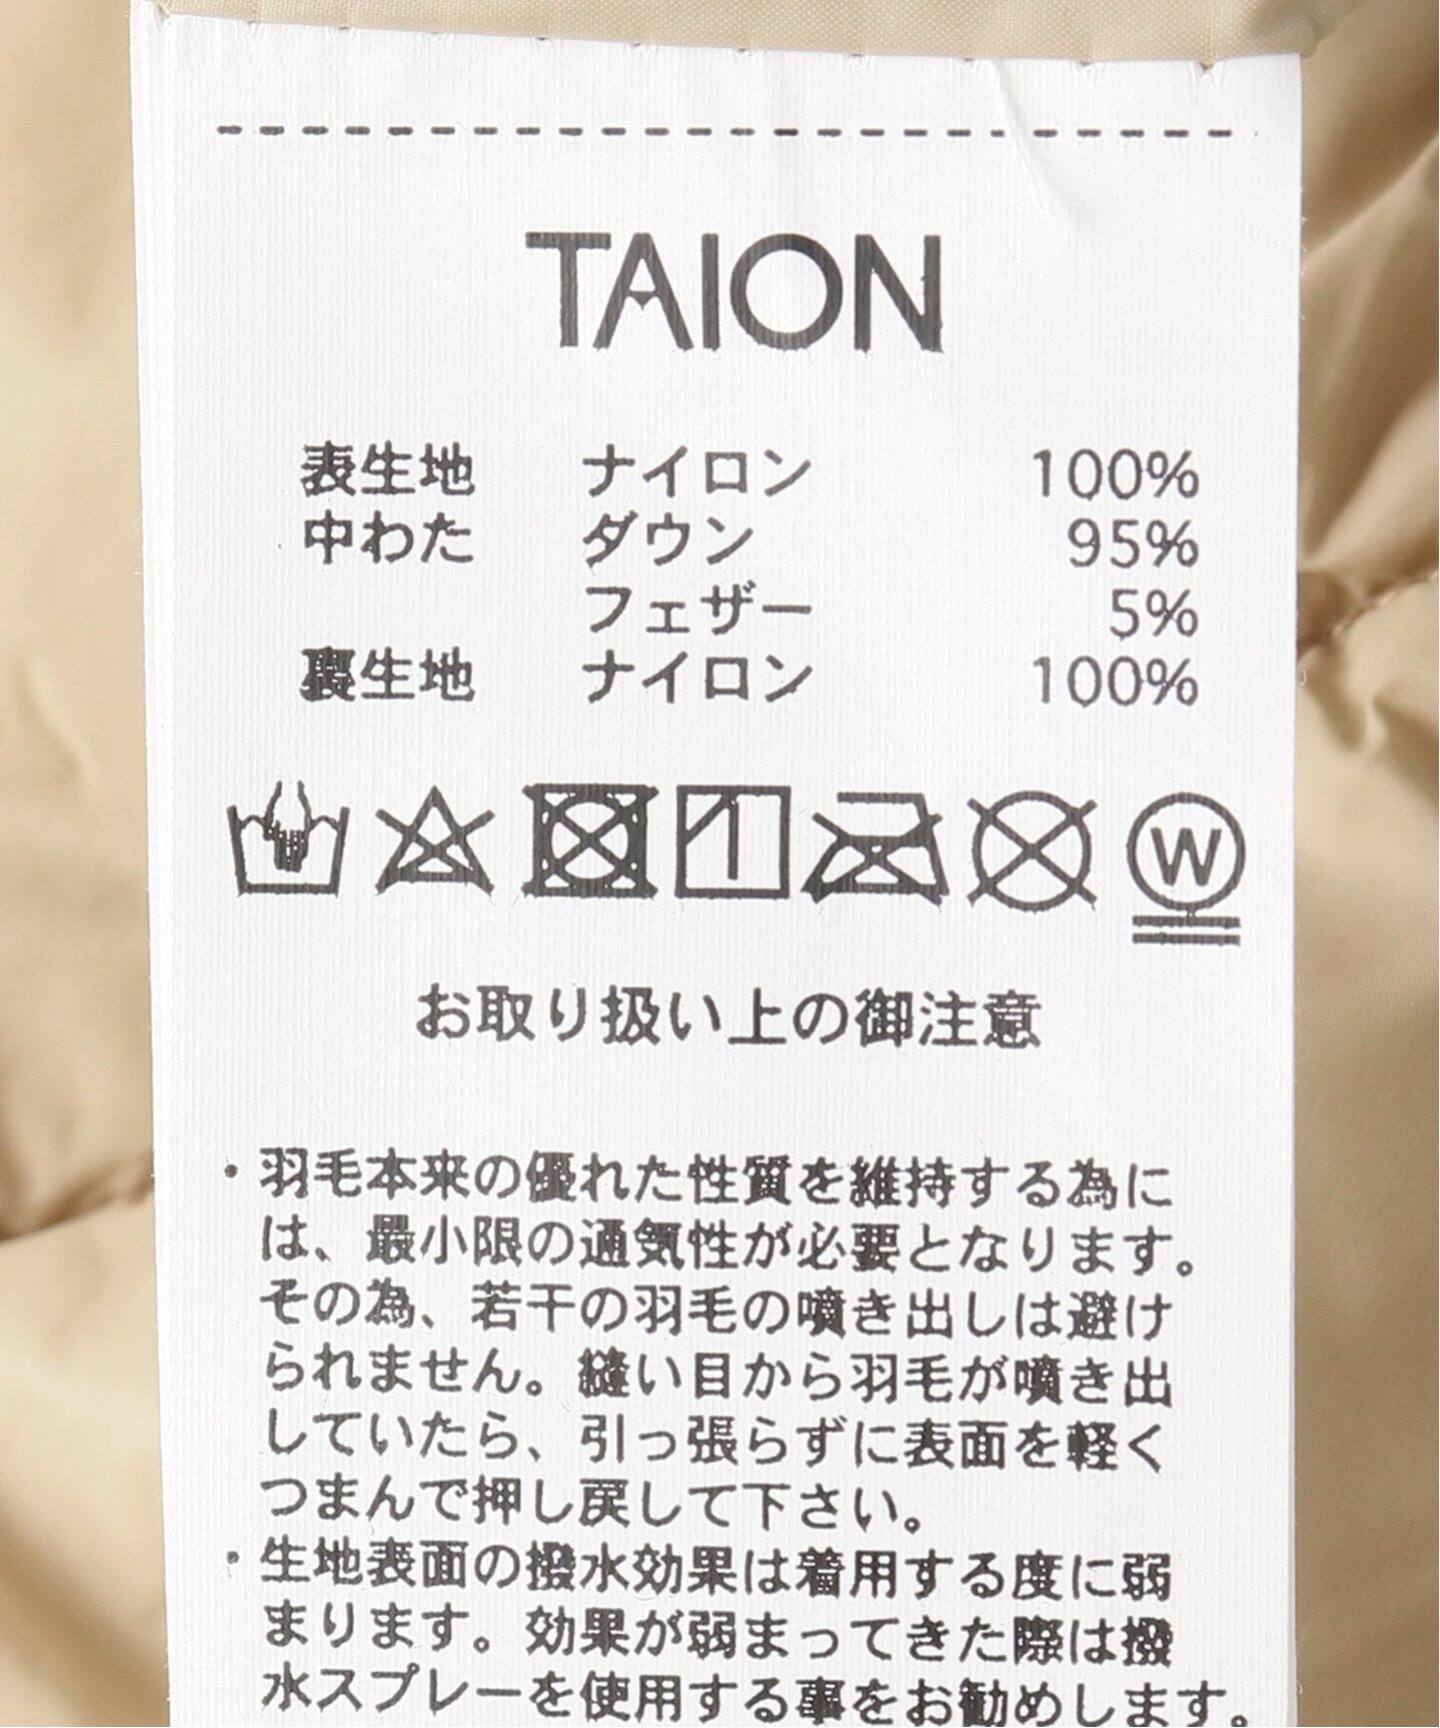 TAION
表生地 ナイロン 100%
中わた ダウン 95%
フェザー 5%
裏生地 ナイロン 100%
W
お取り扱い上の御注意
・羽毛本来の優れた性質を維持する為に
は、最小限の通気性が必要となります。
その為、若干の羽毛の噴き出しは避け
られません。縫い目から羽毛が噴き出
していたら、引っ張らずに表面を軽く
つまんで押し戻して下さい。
・生地表面の撥水効果は着用する度に弱
まります。効果が弱まってきた際は撥
水スプレーを使用する事をお勧めします。